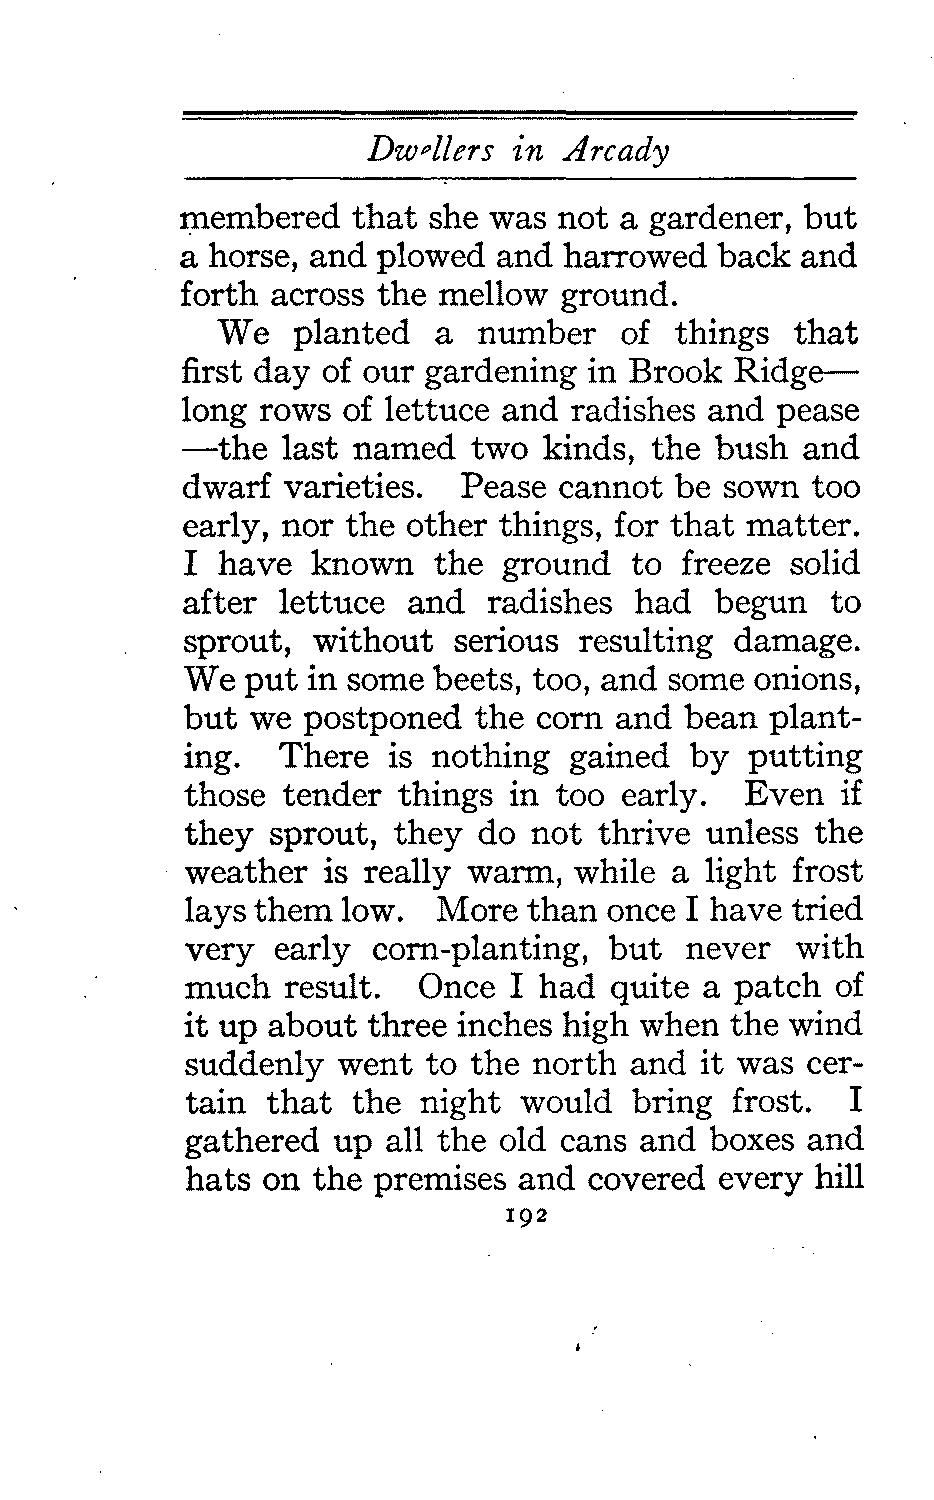 Dwellers in Arcady
membered that she was not a gardener, but
a horse, and plowed and harrowed back and
forth across the mellow ground.
We planted a number of things that
first day of our gardening in Brook Ridge—
long rows of lettuce and radishes and pease
—the last named two kinds, the bush and
dwarf varieties. Pease cannot be sown too
early, nor the other things, for that matter.
I have known the ground to freeze solid
after lettuce and radishes had begun to
sprout, without serious resulting damage.
We put in some beets, too, and some onions,
but we postponed the corn and bean plant-
ing. There is nothing gained by putting
those tender things in too early. Even if
they sprout, they do not thrive unless the
weather is really warm, while a light frost
lays them low. More than once I have tried
very early corn-planting, but never with
much result. Once I had quite a patch of
it up about three inches high when the wind
suddenly went to the north and it was cer-
tain that the night would bring frost. I
gathered up all the old cans and boxes and
hats on the premises and covered every hill
192